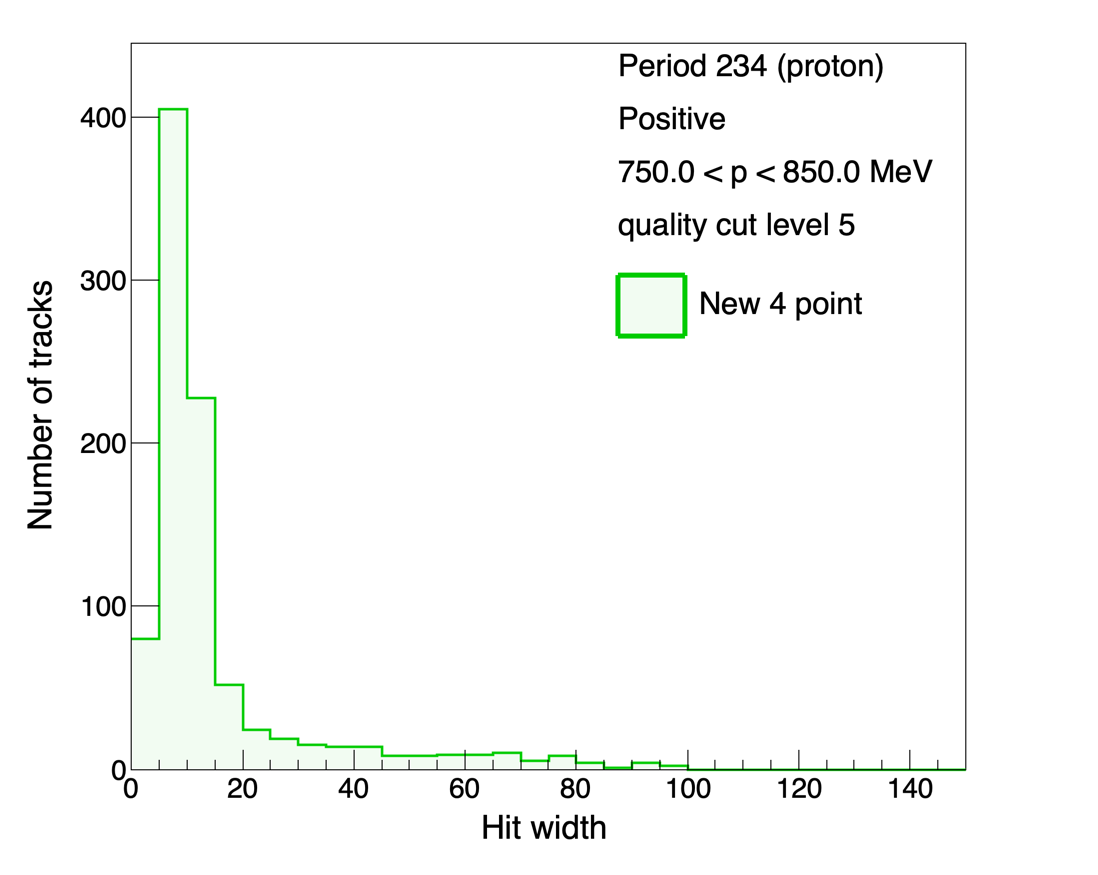 Period 234 (proton)
Positive
750.0 < p < 850.0 MeV
quality cut level 5
New 4 point
Number of tracks
400
300
200
100
0
0 20 40 60 80 100 120 140
Hit width